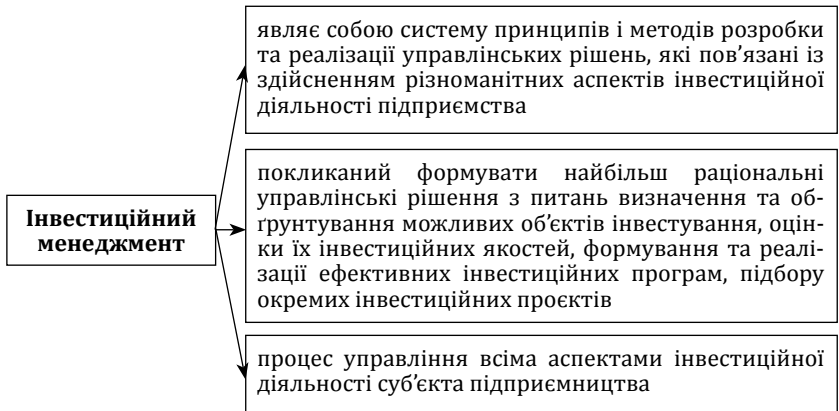 являє собою систему принципів і методів розробки
та реалізації управлінських рішень, які пов’язані із
здійсненням різноманітних аспектів інвестиційної
діяльності підприємства
Інвестиційний
менеджмент
покликаний формувати найбільш раціональні
управлінські рішення з питань визначення та об-
ґрунтування можливих об’єктів інвестування, оцін-
ки їх інвестиційних якостей, формування та реалі-
зації ефективних інвестиційних програм, підбору
окремих інвестиційних проєктів
процес управління всіма аспектами інвестиційної
діяльності суб’єкта підприємництва